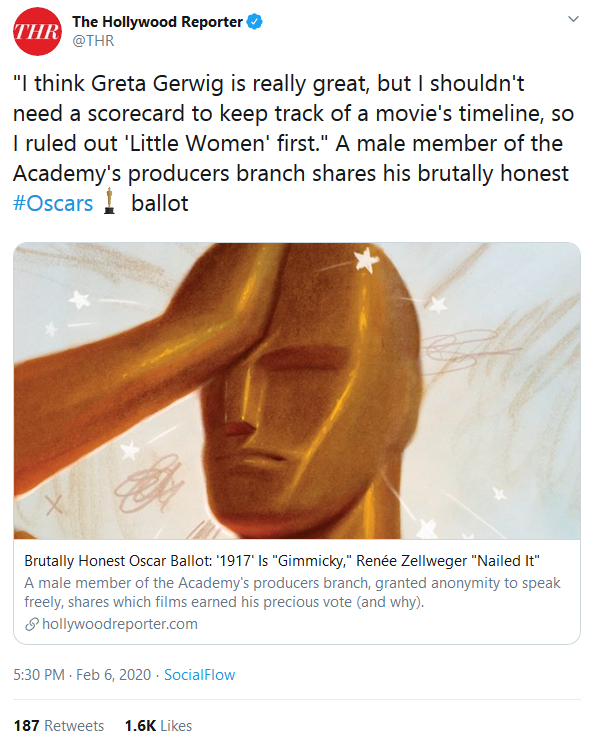 THR
The Hollywood Reporter
@THR
"I think Greta Gerwig is really great, but I shouldn't
need a scorecard to keep track of a movie's timeline, so
I ruled out 'Little Women' first." A male member of the
Academy's producers branch shares his brutally honest
#Oscars ballot
Brutally Honest Oscar Ballot: '1917' Is "Gimmicky," Renée Zellweger "Nailed It"
A male member of the Academy's producers branch, granted anonymity to speak
freely, shares which films earned his precious vote (and why).
hollywoodreporter.com
5:30 PM · Feb 6, 2020 · SocialFlow
187 Retweets 1.6K Likes